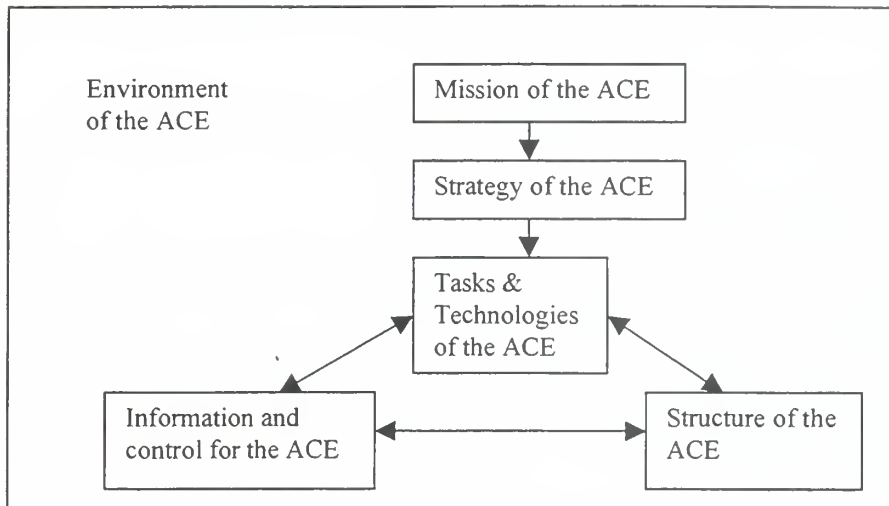 Environment
of the ACE
Mission of the ACE
Strategy of the ACE
Tasks &
Technologies
of the ACE
Information and
control for the ACE
Structure of the
ACE